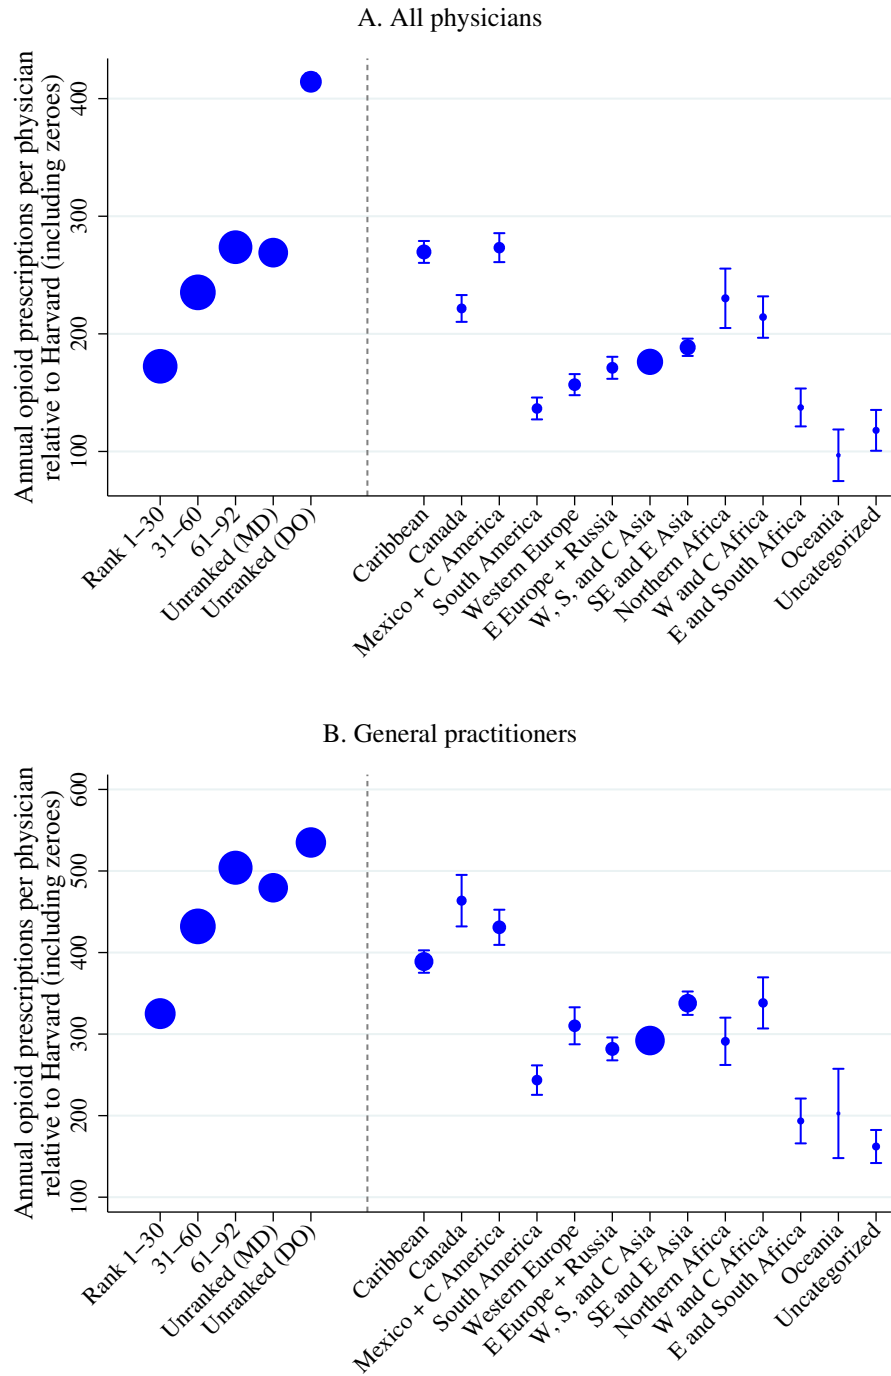 A. All physicians
Annual opioid prescriptions per physician
relative to Harvard (including zeroes)
400
300
200
100
Rank 1–30
31–60
61–92
Unranked (MD)
Unranked (DO)
Caribbean
Canada
Mexico + C America
South America
Western Europe
E Europe + Russia
W, S, and C Asia
SE and E Asia
Northern Africa
W and C Africa
E and South Africa
Oceania
Uncategorized
B. General practitioners
Annual opioid prescriptions per physician
relative to Harvard (including zeroes)
600
500
400
300
200
100
Rank 1–30
31–60
61–92
Unranked (MD)
Unranked (DO)
Caribbean
Canada
Mexico + C America
South America
Western Europe
E Europe + Russia
W, S, and C Asia
SE and E Asia
Northern Africa
W and C Africa
E and South Africa
Oceania
Uncategorized